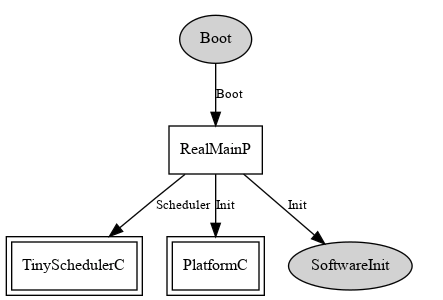 Boot
Boot
RealMainP
Scheduler
Init
Init
TinySchedulerC
PlatformC
SoftwareInit